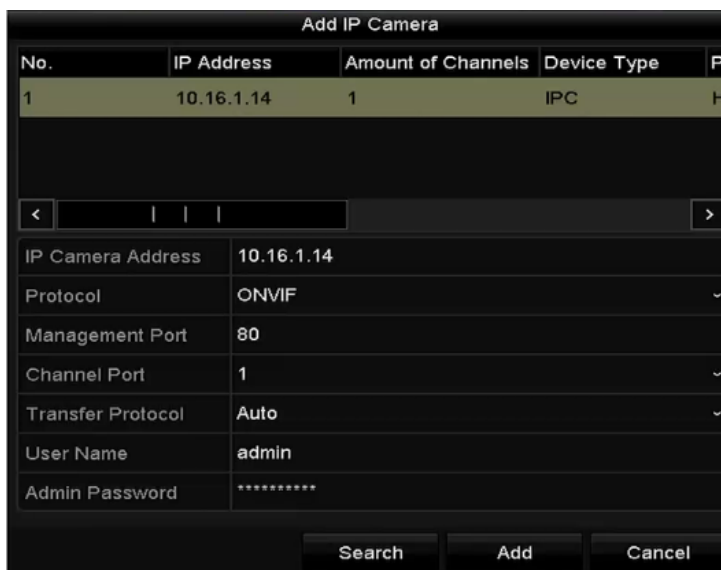 Add IP Camera
No. IP Address Amount of Channels Device Type P
1 10.16.1.14 1 IPC H
< >
IP Camera Address 10.16.1.14
Protocol ONVIF
Management Port 80
Channel Port 1
Transfer Protocol Auto
User Name admin
Admin Password **********
Search Add Cancel